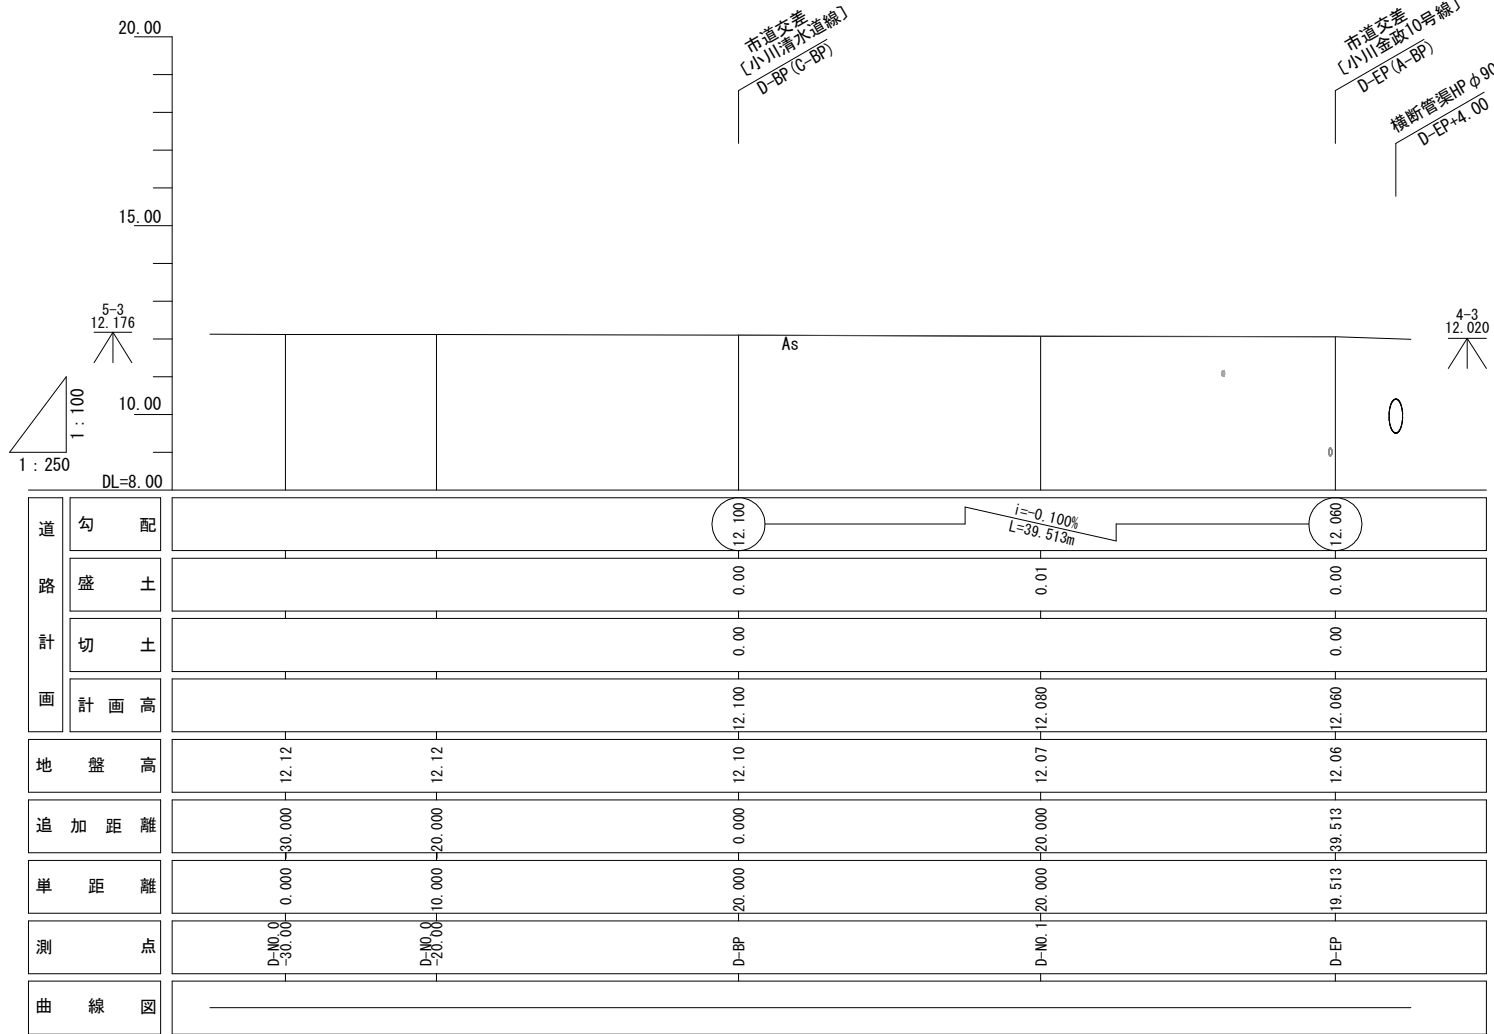 20.00
15.00
10.00
DL=8.00
5-3
12.176
1 : 100
1 : 250
市道交差
[小川清水道線]
D-BP(C-BP)
市道交差
[小川金政10号線]
D-EP(A-BP)
横断管渠HPφ90
D-EP+4.00
As
4-3
12.020
道路計画
勾配
12.100
i=-0.100%
L=39.513m
12.060
盛土
0.00
0.01
0.00
切土
0.00
0.00
計画高
12.100
12.080
12.060
地盤高
12.12
12.12
12.10
12.07
12.06
追加距離
-30.000
-20.000
0.000
20.000
39.513
単距離
0.000
10.000
20.000
20.000
19.513
測点
D-NO.0
-30.00
D-NO.0
-20.00
D-BP
D-NO.1
D-EP
曲線図